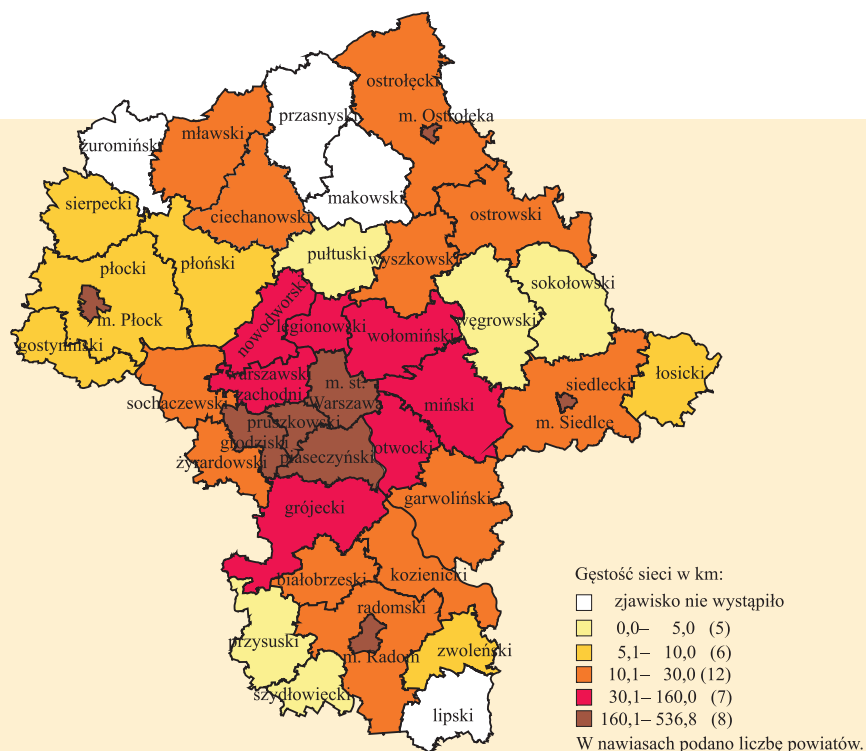 ostrołęcki
m. Ostrołęka
przasnyski
mławski
żuromiński
makowski
sierpecki
ciechanowski
ostrowski
pułtuski
wyszkowski
płocki
płoński
sokołowski
nowodworsk
legionowski
węgrowski
m. Płock
wołomiński
gostyniński
warszawsk
zachodni
m. st.
Warszawa
siedlecki
łosicki
sochaczewski
miński
m. Siedlce
pruszkowski
grodziski
otwocki
piaseczyński
żyrardowski
garwoliński
grójecki
białobrzeski
kozienicki
radomski
przysuski
m. Radom
zwoleński
szydłowiecki
lipski
Gęstość sieci w km:
zjawisko nie wystąpiło
0,0– 5,0 (5)
5,1– 10,0 (6)
10,1– 30,0 (12)
30,1– 160,0 (7)
160,1– 536,8 (8)
W nawiasach podano liczbę powiatów.